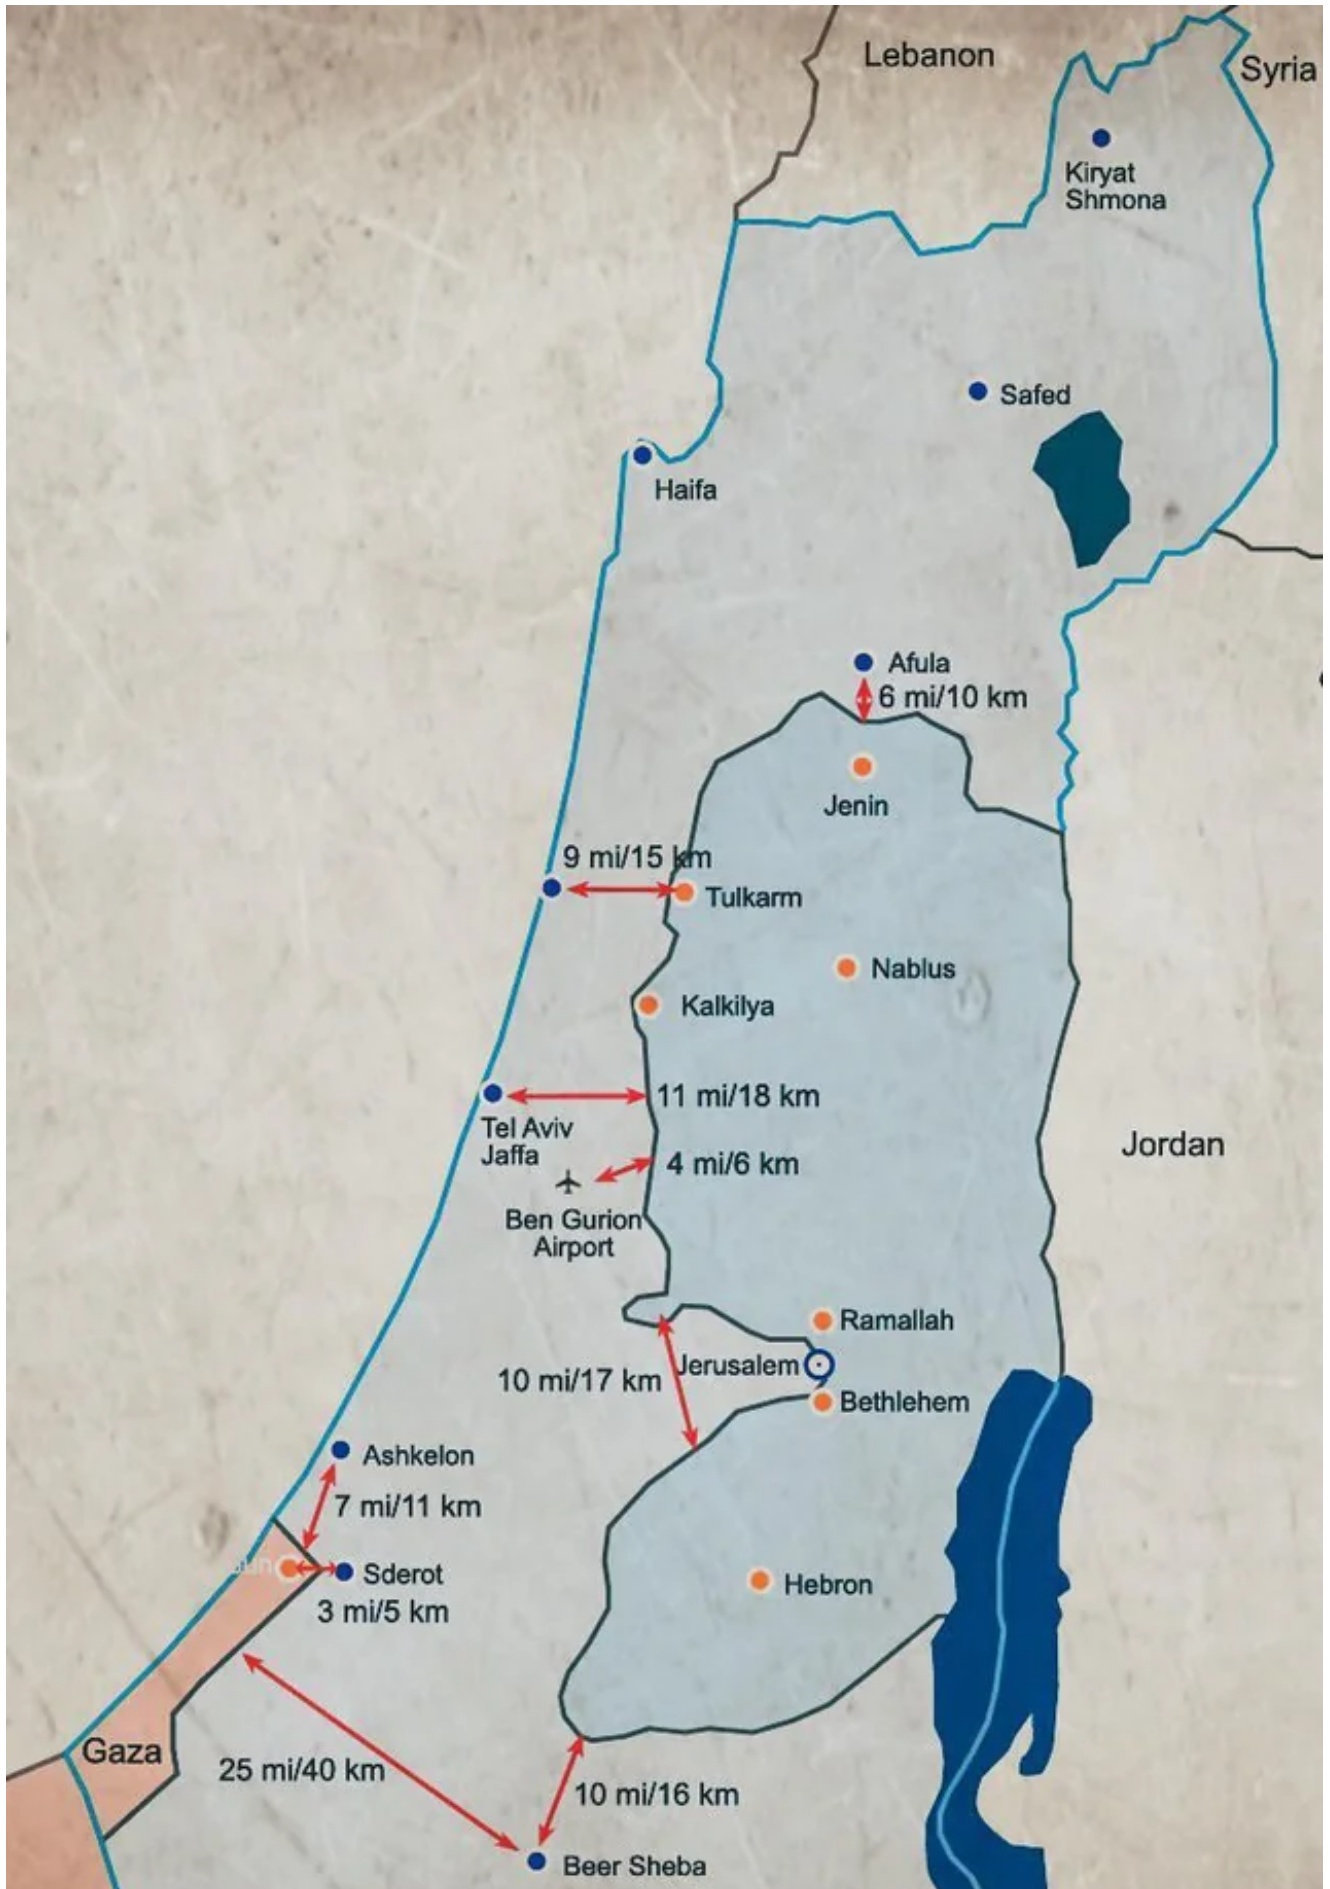 Lebanon
Syria
Kiryat
Shmona
Safed
Haifa
Afula
6 mi/10 km
Jenin
9 mi/15 km
Tulkarm
Nablus
Kalkilya
11 mi/18 km
Tel Aviv
Jaffa
Jordan
4 mi/6 km
Ben Gurion
Airport
Ramallah
Jerusalem
10 mi/17 km
Bethlehem
Ashkelon
7 mi/11 km
Sderot
3 mi/5 km
Hebron
Gaza
25 mi/40 km
10 mi/16 km
Beer Sheba